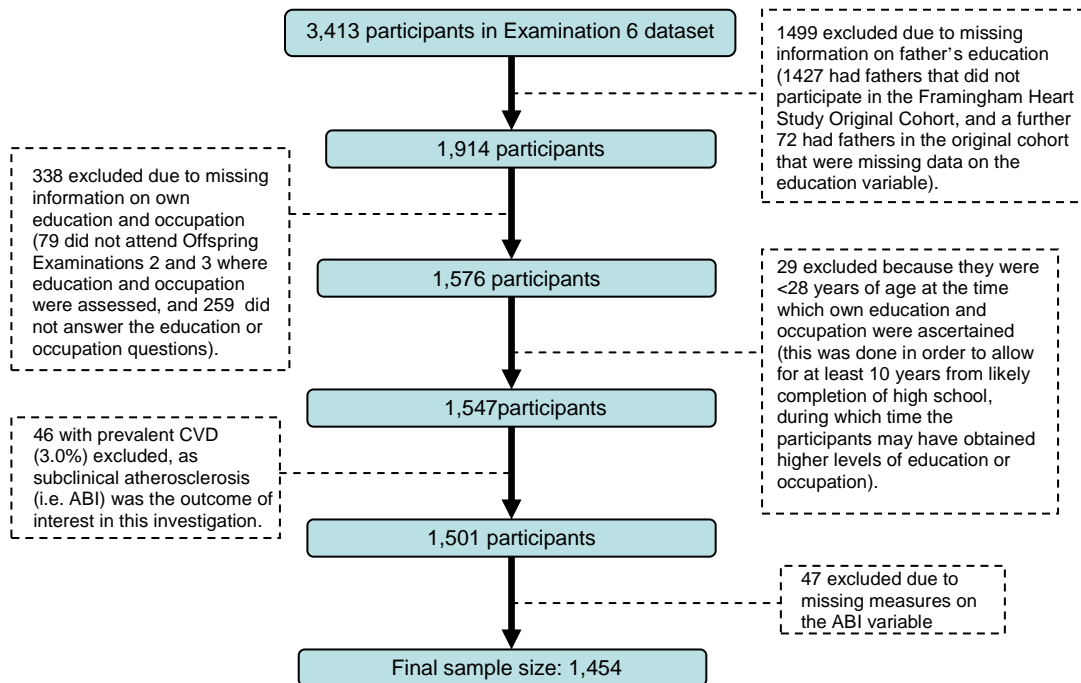 3,413 participants in Examination 6 dataset
1499 excluded due to missing
information on father's education
(1427 had fathers that did not
participate in the Framingham Heart
Study Original Cohort, and a further
72 had fathers in the original cohort
that were missing data on the
education variable).
1,914 participants
338 excluded due to missing
information on own
education and occupation
(79 did not attend Offspring
Examinations 2 and 3 where
education and occupation
were assessed, and 259 did
not answer the education or
occupation questions).
1,576 participants
29 excluded because they were
<28 years of age at the time
which own education and
occupation were ascertained
(this was done in order to allow
for at least 10 years from likely
completion of high school,
during which time the
participants may have obtained
higher levels of education or
occupation).
1,547participants
46 with prevalent CVD
(3.0%) excluded, as
subclinical atherosclerosis
(i.e. ABI) was the outcome of
interest in this investigation.
1,501 participants
47 excluded due to
missing measures on
the ABI variable
Final sample size: 1,454